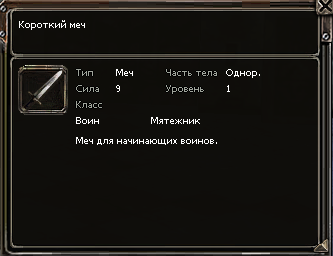 Короткий меч
Тип Меч Часть тела Однор.
Сила 9 Уровень 1
Класс
Воин Мятежник
Меч для начинающих воинов.